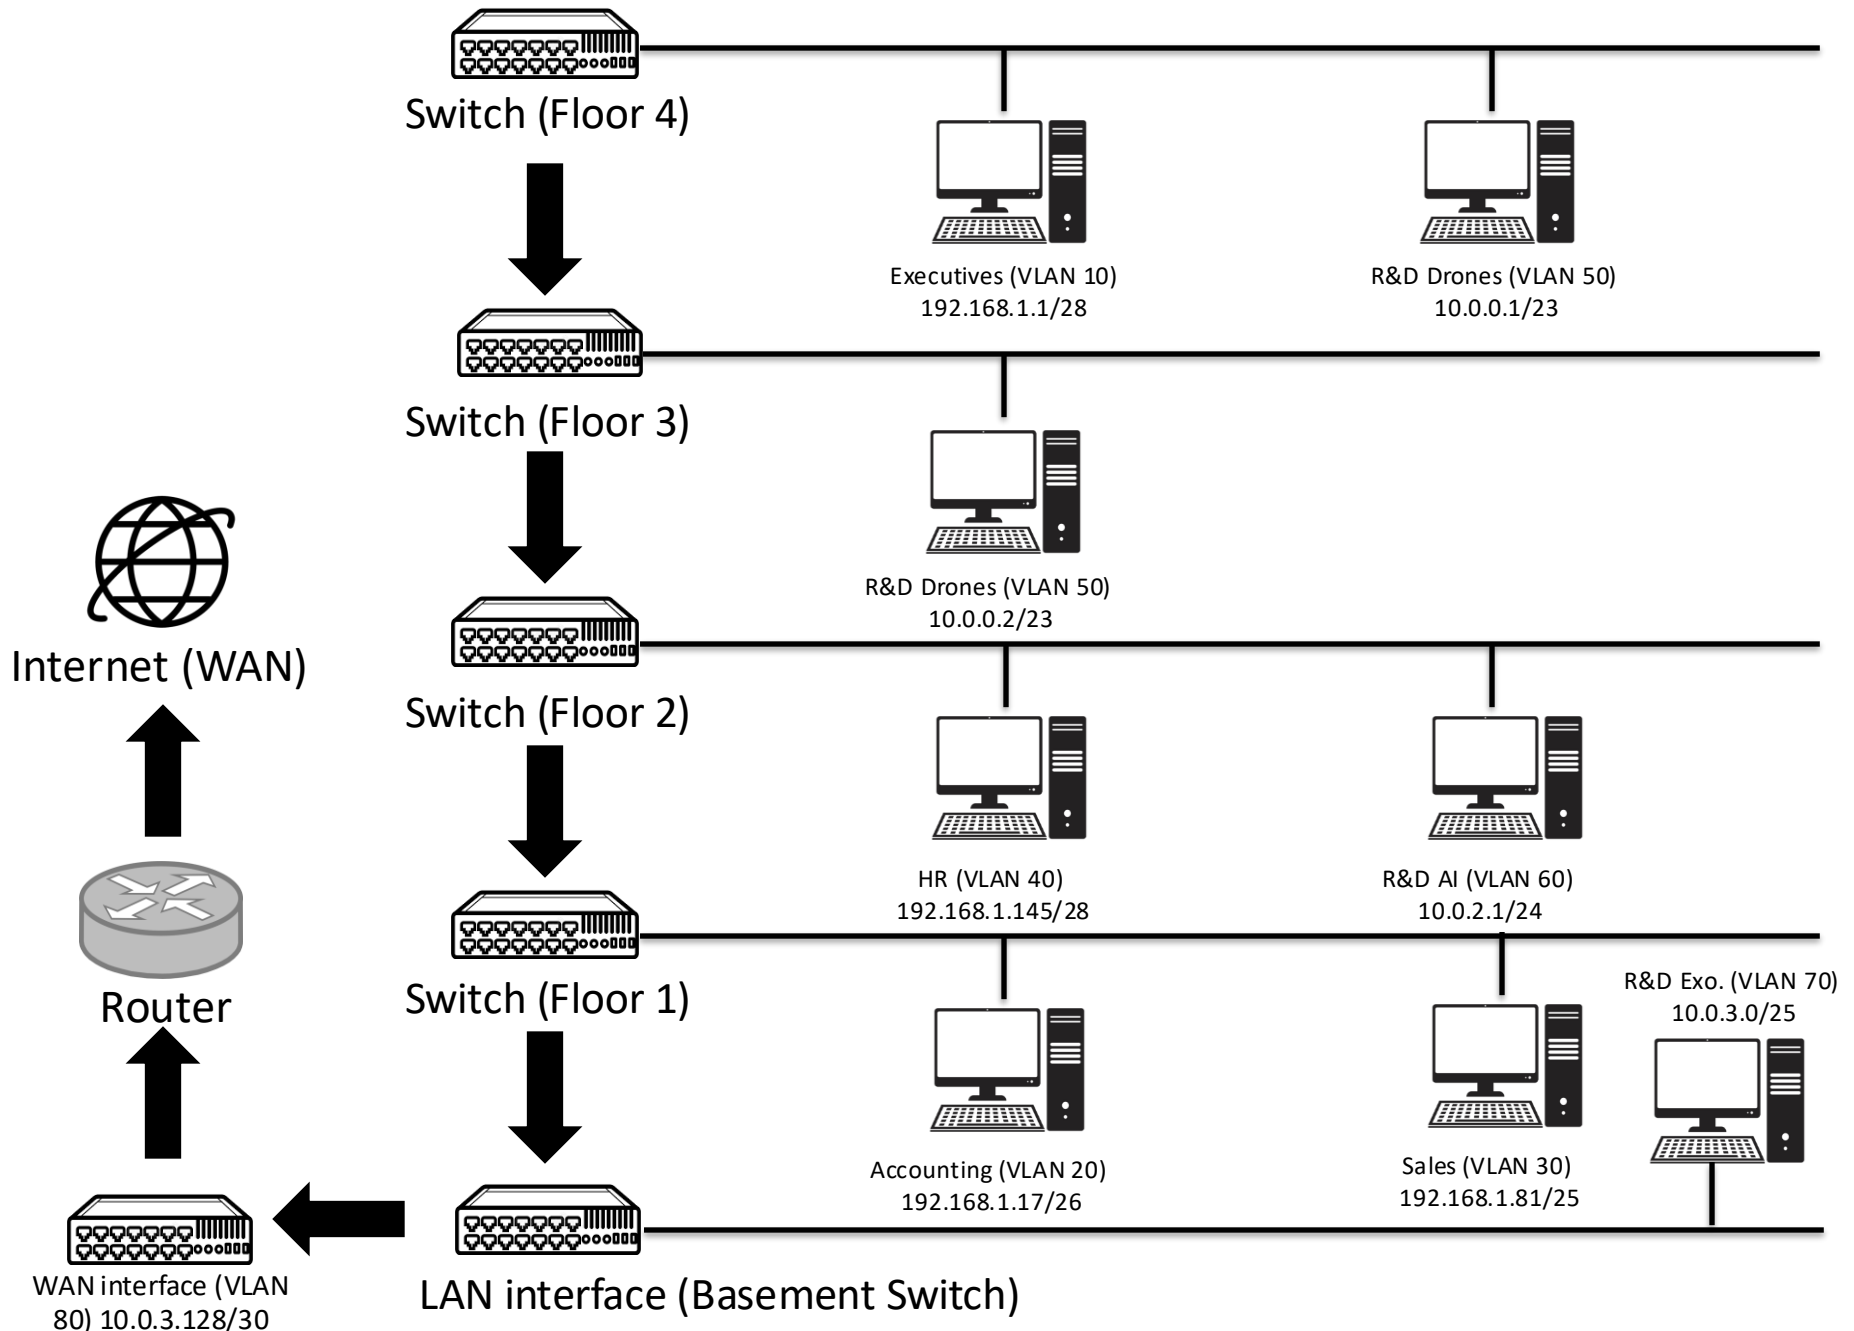 Switch (Floor 4)
Executives (VLAN 10)
192.168.1.1/28
R&D Drones (VLAN 50)
10.0.0.1/23
Switch (Floor 3)
R&D Drones (VLAN 50)
10.0.0.2/23
Internet (WAN)
Switch (Floor 2)
HR (VLAN 40)
192.168.1.145/28
R&D AI (VLAN 60)
10.0.2.1/24
Router
Switch (Floor 1)
R&D Exo. (VLAN 70)
10.0.3.0/25
Accounting (VLAN 20)
192.168.1.17/26
Sales (VLAN 30)
192.168.1.81/25
WAN interface (VLAN
80) 10.0.3.128/30
LAN interface (Basement Switch)